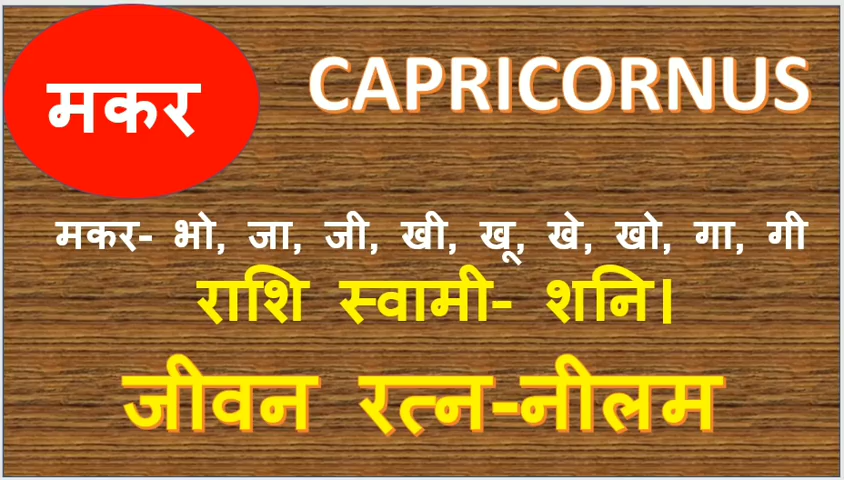 मकर
CAPRICORNUS
मकर- भो, जा, जी, खी, खू, खे, खो, गा, गी
राशि स्वामी- शनि।
जीवन रत्न-नीलम